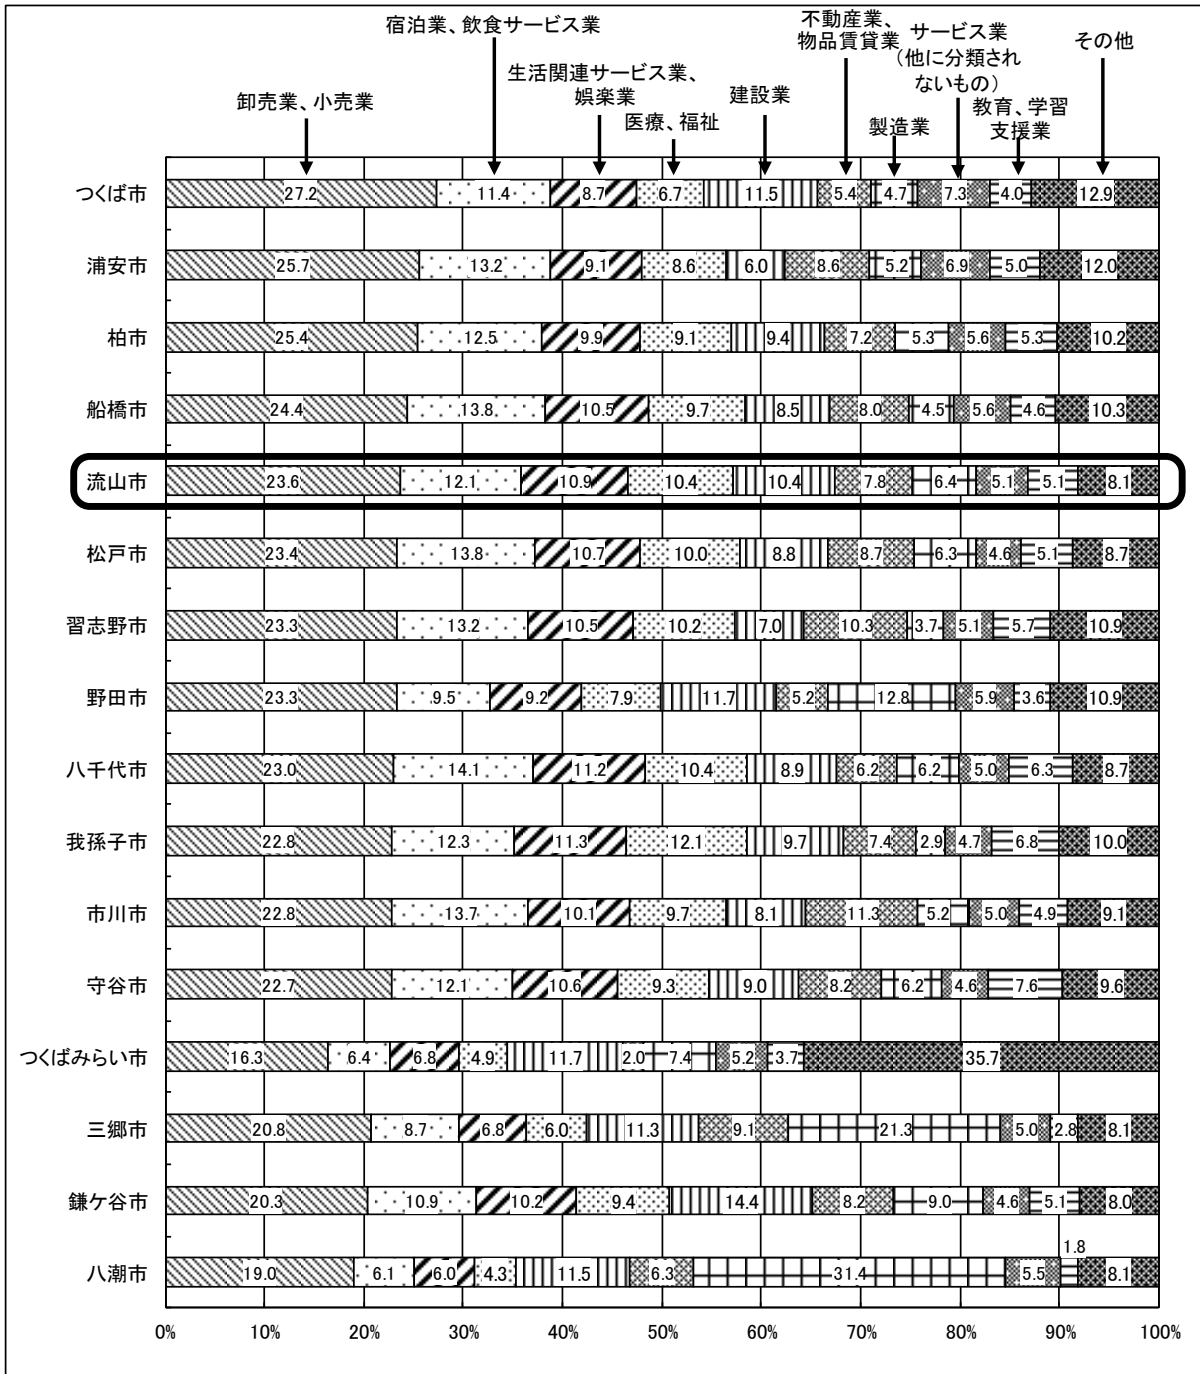 宿泊業、飲食サービス業
不動産業、
物品賃貸業
サービス業
(他に分類され
ないもの)
その他
生活関連サービス業、
娯楽業
建設業
卸売業、小売業
医療、福祉
製造業
教育、学習
支援業
つくば市 27.2 11.4 8.7 6.7 11.5 5.4 4.7 7.3 4.0 12.9
浦安市 25.7 13.2 9.1 8.6 6.0 8.6 5.2 6.9 5.0 12.0
柏市 25.4 12.5 9.9 9.1 9.4 7.2 5.3 5.6 5.3 10.2
船橋市 24.4 13.8 10.5 9.7 8.5 8.0 4.5 5.6 4.6 10.3
流山市 23.6 12.1 10.9 10.4 10.4 7.8 6.4 5.1 5.1 8.1
松戸市 23.4 13.8 10.7 10.0 8.8 8.7 6.3 4.6 5.1 8.7
習志野市 23.3 13.2 10.5 10.2 7.0 10.3 3.7 5.1 5.7 10.9
野田市 23.3 9.5 9.2 7.9 11.7 5.2 12.8 5.9 3.6 10.9
八千代市 23.0 14.1 11.2 10.4 8.9 6.2 6.2 5.0 6.3 8.7
我孫子市 22.8 12.3 11.3 12.1 9.7 7.4 2.9 4.7 6.8 10.0
市川市 22.8 13.7 10.1 9.7 8.1 11.3 5.2 5.0 4.9 9.1
守谷市 22.7 12.1 10.6 9.3 9.0 8.2 6.2 4.6 7.6 9.6
つくばみらい市 16.3 6.4 6.8 4.9 11.7 2.0 7.4 5.2 3.7 35.7
三郷市 20.8 8.7 6.8 6.0 11.3 9.1 21.3 5.0 2.8 8.1
鎌ケ谷市 20.3 10.9 10.2 9.4 14.4 8.2 9.0 4.6 5.1 8.0
1.8
八潮市 19.0 6.1 6.0 4.3 11.5 6.3 31.4 5.5 8.1
0% 10% 20% 30% 40% 50% 60% 70% 80% 90% 100%